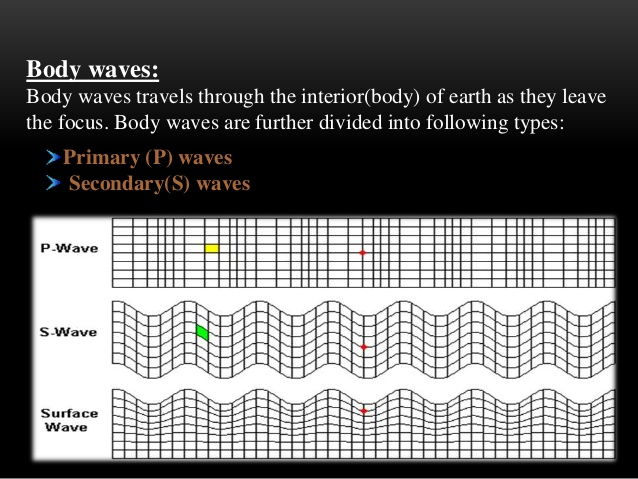 Body waves:
Body waves travels through the interior(body) of earth as they leave
the focus. Body waves are further divided into following types:
Primary (P) waves
Secondary(S) waves
P-Wave
S-Wave
Surface
Wave